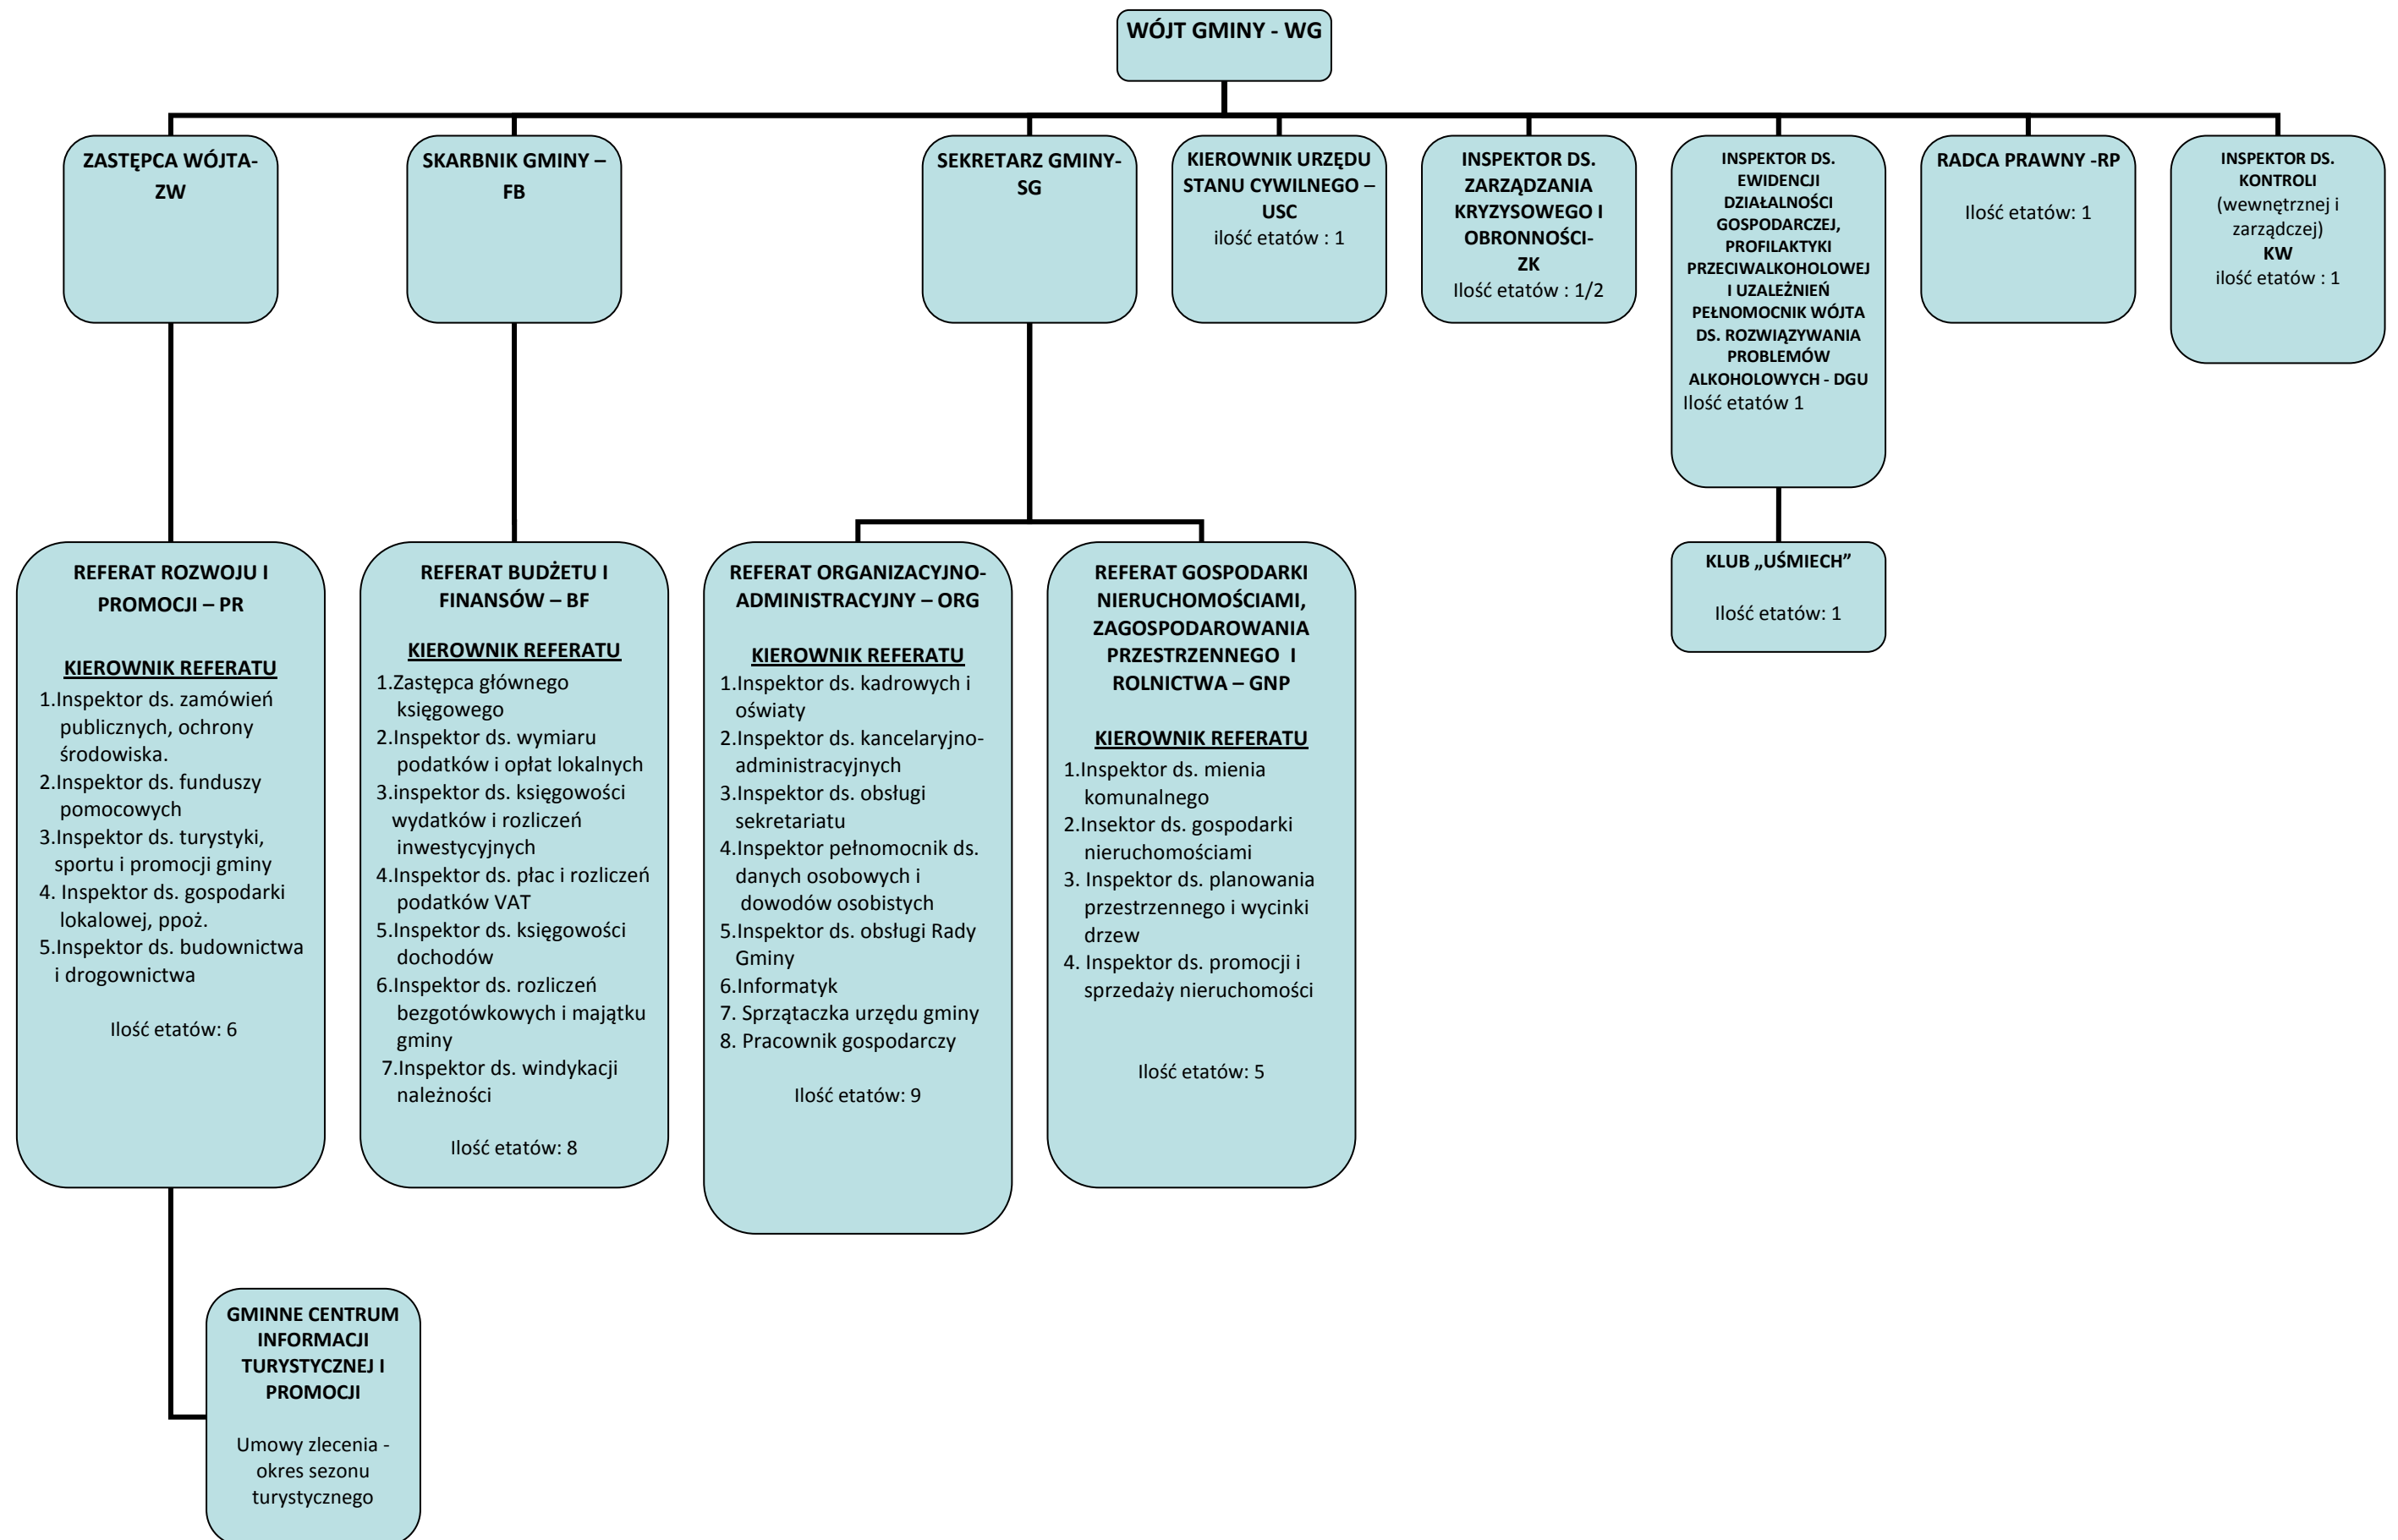 WÓJT GMINY - WG
ZASTĘPCA WÓJTA-
ZW
SKARBNIK GMINY –
FB
SEKRETARZ GMINY-
SG
KIEROWNIK URZĘDU
STANU CYWILNEGO –
USC
ilość etatów : 1
INSPEKTOR DS.
ZARZĄDZANIA
KRYZYSOWEGO I
OBRONNOŚCI-
ZK
Ilość etatów : 1/2
INSPEKTOR DS.
EWIDENCJI
DZIAŁALNOŚCI
GOSPODARCZEJ,
PROFILAKTYKI
PRZECIWALKOHOLOWEJ
I UZALEŻNIEŃ
PEŁNOMOCNIK WÓJTA
DS. ROZWIĄZYWANIA
PROBLEMÓW
ALKOHOLOWYCH - DGU
Ilość etatów 1
RADCA PRAWNY -RP
Ilość etatów: 1
INSPEKTOR DS.
KONTROLI
(wewnętrznej i
zarządczej)
KW
ilość etatów : 1
REFERAT ROZWOJU I
PROMOCJI – PR
KIEROWNIK REFERATU
1.Inspektor ds. zamówień
publicznych, ochrony
środowiska.
2.Inspektor ds. funduszy
pomocowych
3.Inspektor ds. turystyki,
sportu i promocji gminy
4. Inspektor ds. gospodarki
lokalowej, ppoż.
5.Inspektor ds. budownictwa
i drogownictwa
Ilość etatów: 6
REFERAT BUDŻETU I
FINANSÓW – BF
KIEROWNIK REFERATU
1.Zastępca głównego
księgowego
2.Inspektor ds. wymiaru
podatków i opłat lokalnych
3.inspektor ds. księgowości
wydatków i rozliczeń
inwestycyjnych
4.Inspektor ds. płac i rozliczeń
podatków VAT
5.Inspektor ds. księgowości
dochodów
6.Inspektor ds. rozliczeń
bezgotówkowych i majątku
gminy
7.Inspektor ds. windykacji
należności
Ilość etatów: 8
REFERAT ORGANIZACYJNO-
ADMINISTRACYJNY – ORG
KIEROWNIK REFERATU
1.Inspektor ds. kadrowych i
oświaty
2.Inspektor ds. kancelaryjno-
administracyjnych
3.Inspektor ds. obsługi
sekretariatu
4.Inspektor pełnomocnik ds.
danych osobowych i
dowodów osobistych
5.Inspektor ds. obsługi Rady
Gminy
6.Informatyk
7. Sprzątaczka urzędu gminy
8. Pracownik gospodarczy
Ilość etatów: 9
REFERAT GOSPODARKI
NIERUCHOMOŚCIAMI,
ZAGOSPODAROWANIA
PRZESTRZENNEGO I
ROLNICTWA – GNP
KIEROWNIK REFERATU
1.Inspektor ds. mienia
komunalnego
2.Insektor ds. gospodarki
nieruchomościami
3. Inspektor ds. planowania
przestrzennego i wycinki
drzew
4. Inspektor ds. promocji i
sprzedaży nieruchomości
Ilość etatów: 5
KLUB „UŚMIECH”
Ilość etatów: 1
GMINNE CENTRUM
INFORMACJI
TURYSTYCZNEJ I
PROMOCJI
Umowy zlecenia -
okres sezonu
turystycznego